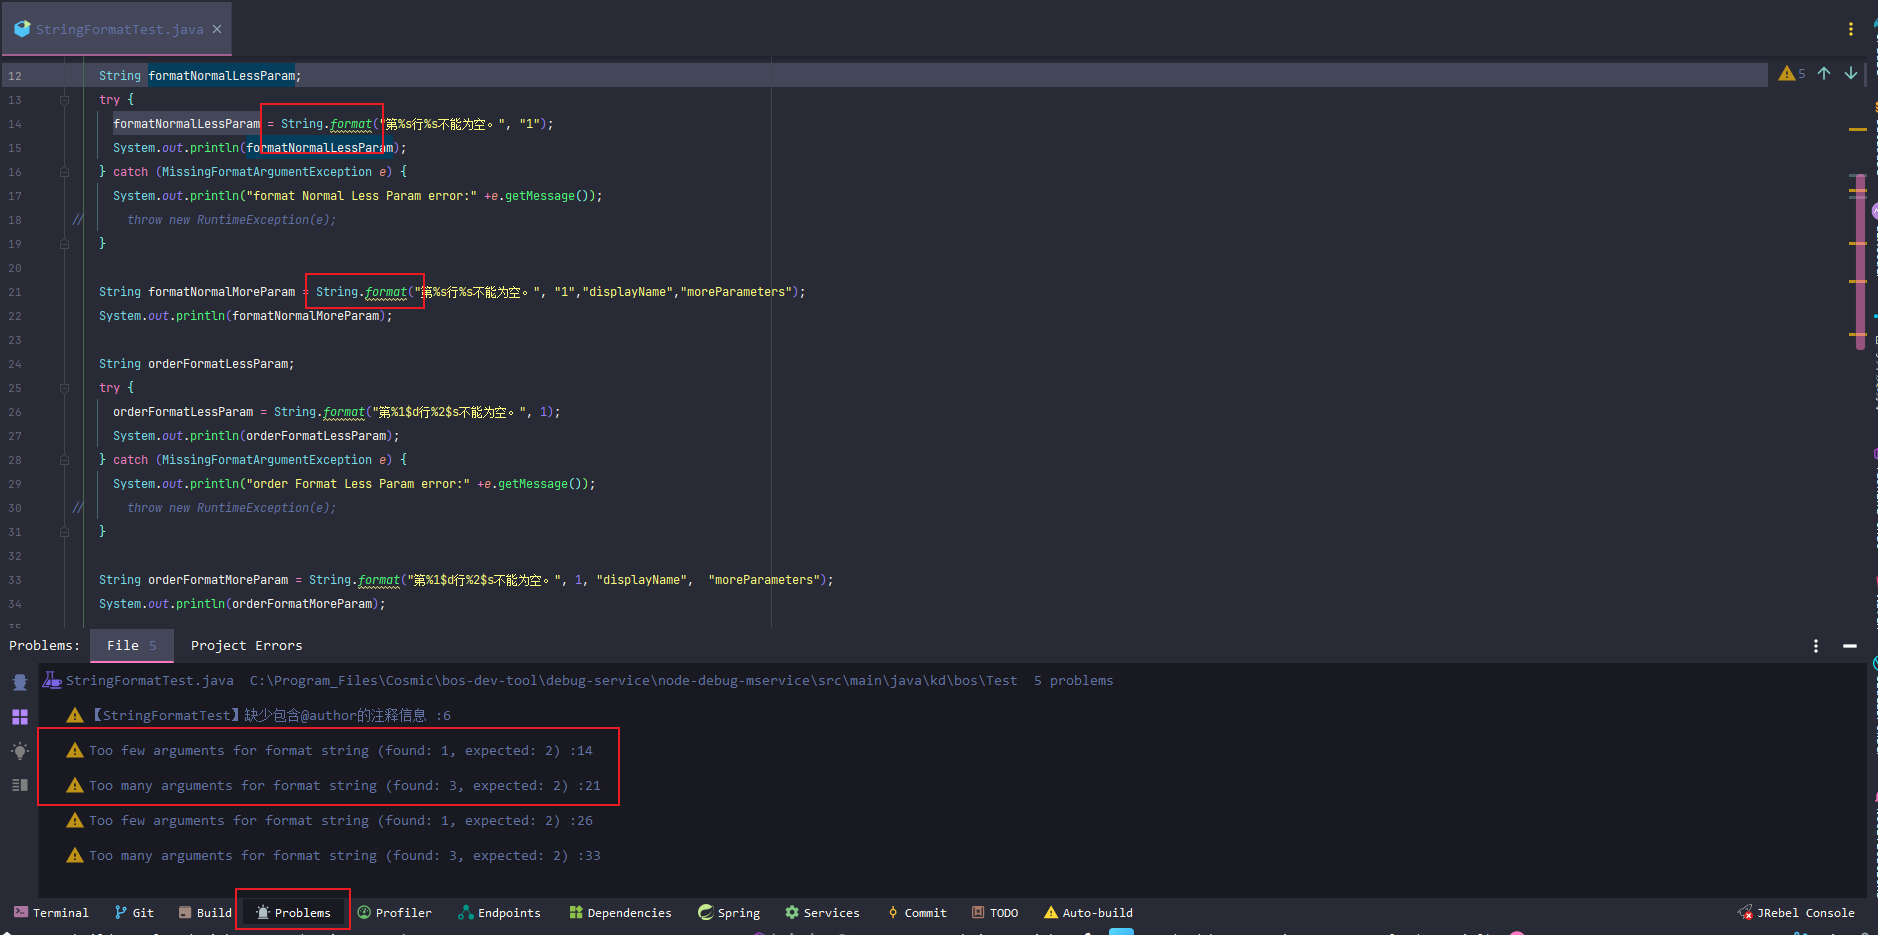 StringFormatTest.java
12 String formatNormalLessParam;
5
13 try {
14 formatNormalLessParam = String.format("第%s行%s不能为空。", "1");
15 System.out.println(formatNormalLessParam);
16 } catch (MissingFormatArgumentException e) {
17 System.out.println("format Normal Less Param error:" +e.getMessage());
18 // throw new RuntimeException(e);
19 }
20
21 String formatNormalMoreParam = String.format("第%s行%s不能为空。", "1","displayName","moreParameters");
22 System.out.println(formatNormalMoreParam);
23
24 String orderFormatLessParam;
25 try {
26 orderFormatLessParam = String.format("第%1$d行%2$s不能为空。", 1);
27 System.out.println(orderFormatLessParam);
28 } catch (MissingFormatArgumentException e) {
29 System.out.println("order Format Less Param error:" +e.getMessage());
30 // throw new RuntimeException(e);
31 }
32
33 String orderFormatMoreParam = String.format("第%1$d行%2$s不能为空。", 1, "displayName", "moreParameters");
34 System.out.println(orderFormatMoreParam);
35
Problems: File 5 Project Errors
StringFormatTest.java C:\Program_Files\Cosmic\bos-dev-tool\debug-service\node-debug-mservice\src\main\java\kd\bos\Test 5 problems
【StringFormatTest】缺少包含@author的注释信息 :6
Too few arguments for format string (found: 1, expected: 2) :14
Too many arguments for format string (found: 3, expected: 2) :21
Too few arguments for format string (found: 1, expected: 2) :26
Too many arguments for format string (found: 3, expected: 2) :33
Terminal Git Build Problems Profiler Endpoints Dependencies Spring Services Commit TODO Auto-build JRebel Console